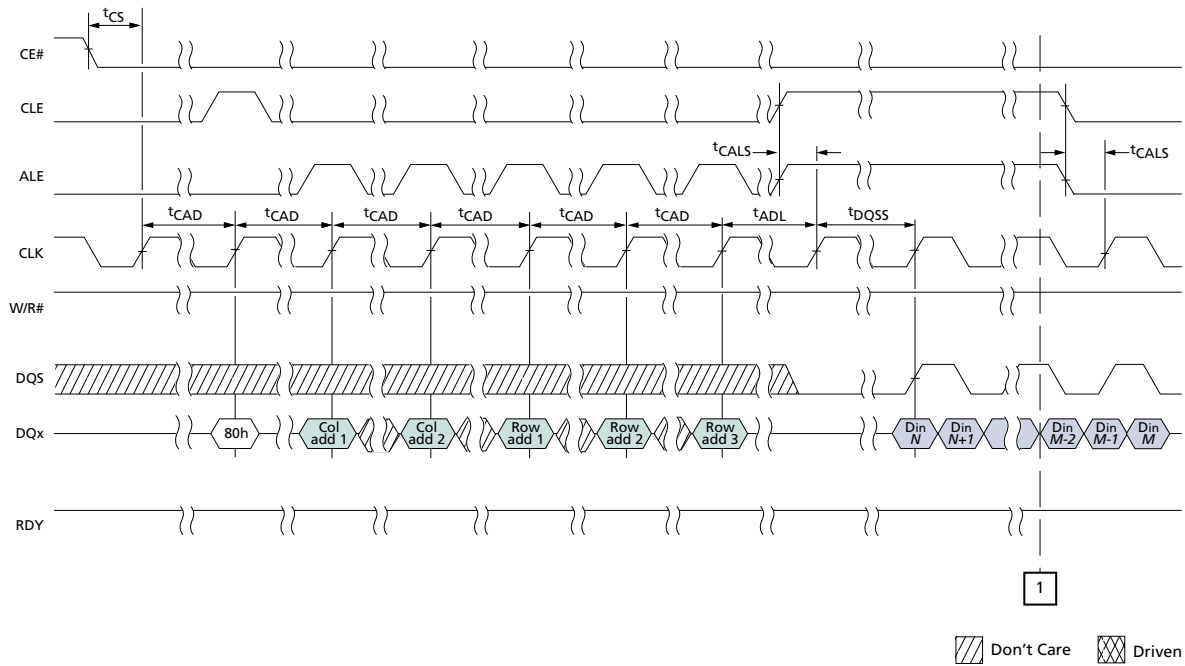 tCS
CE#
CLE
tCALS
tCALS
ALE
tCAD
tCAD
tCAD
tCAD
tCAD
tCAD
tADL
tDQSS
CLK
W/R#
DQS
DQx
80h
Col
add 1
Col
add 2
Row
add 1
Row
add 2
Row
add 3
Din
N
Din
N+1
Din
M-2
Din
M-1
Din
M
RDY
1
Don't Care
Driven